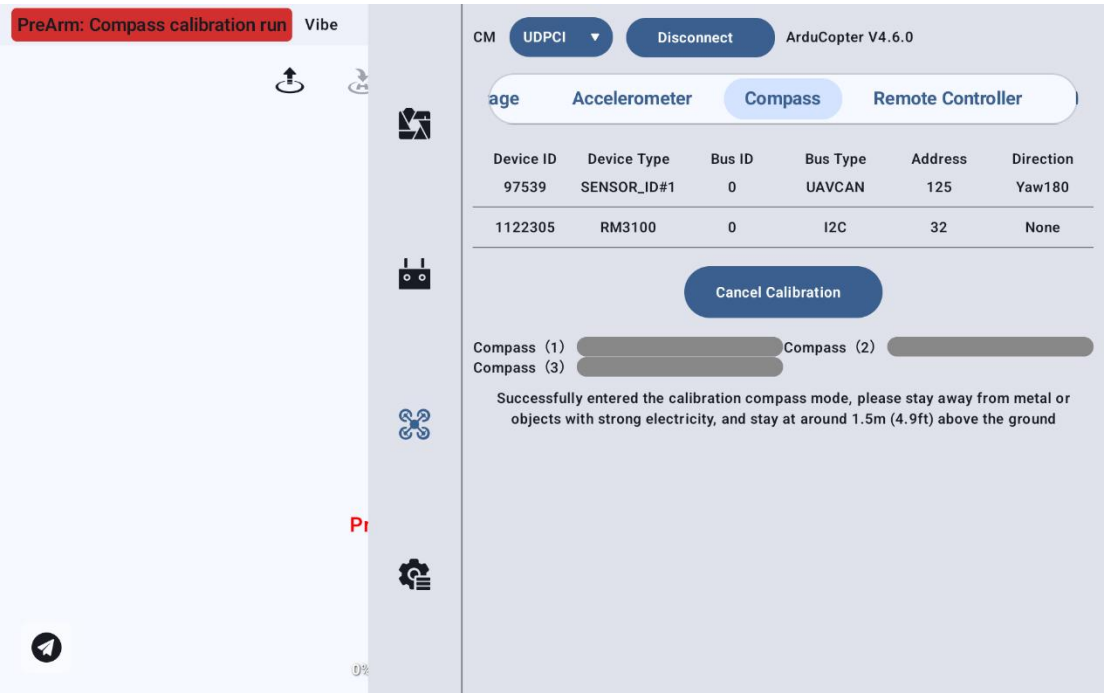 PreArm: Compass calibration run Vibe
CM UDPCI Disconnect ArduCopter V4.6.0
age Accelerometer Compass Remote Controller
Device ID Device Type Bus ID Bus Type Address Direction
97539 SENSOR_ID#1 0 UAVCAN 125 Yaw180
1122305 RM3100 0 I2C 32 None
Cancel Calibration
Compass (1) Compass (2)
Compass (3)
Successfully entered the calibration compass mode, please stay away from metal or
objects with strong electricity, and stay at around 1.5m (4.9ft) above the ground
Pr
0%